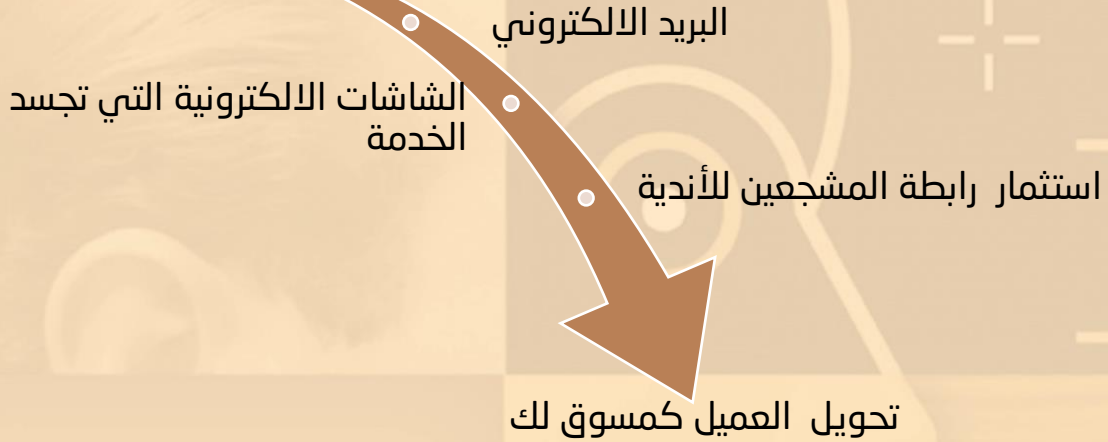 البريد الالكتروني
الشاشات الالكترونية التي تجسد
الخدمة
استثمار رابطة المشجعين للأندية
تحويل العميل كمسوق لك